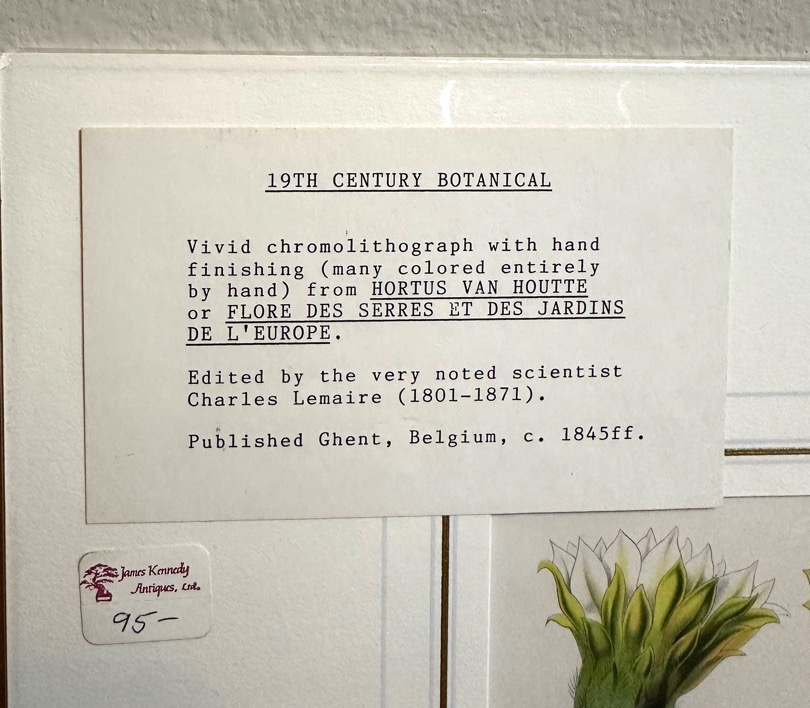 19TH CENTURY BOTANICAL
Vivid chromolithograph with hand
finishing (many colored entirely
by hand) from HORTUS VAN HOUTTE
or FLORE DES SERRES ET DES JARDINS
DE L'EUROPE.
Edited by the very noted scientist
Charles Lemaire (1801-1871).
Published Ghent, Belgium, c. 1845ff.
James Kennedy
Antiques, Ltd.
95-